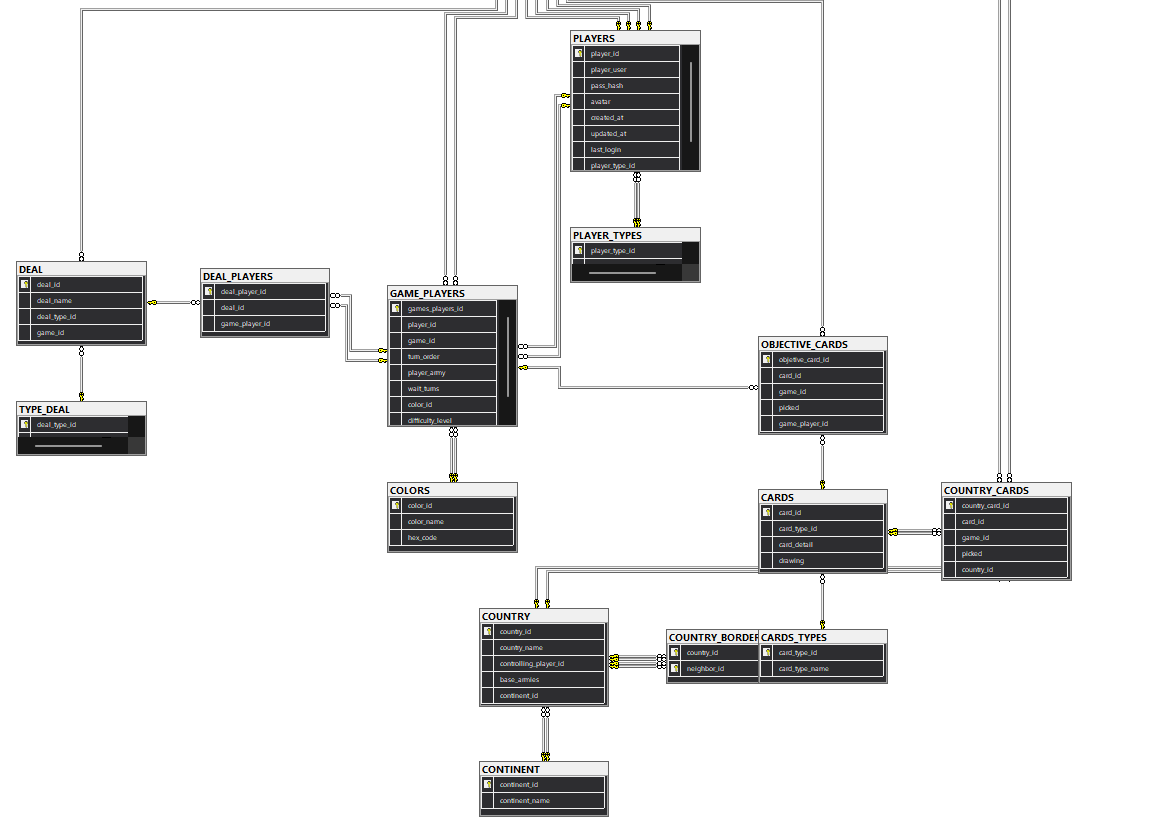 PLAYERS
player_id
player_user
pass_hash
avatar
created_at
updated_at
last_login
player_type_id
PLAYER_TYPES
player_type_id
DEAL
deal_id
deal_name
deal_type_id
game_id
DEAL_PLAYERS
deal_player_id
deal_id
game_player_id
GAME_PLAYERS
games_players_id
player_id
game_id
turn_order
player_army
wait_turns
color_id
difficulty_level
OBJECTIVE_CARDS
objetive_card_id
card_id
game_id
picked
game_player_id
TYPE_DEAL
deal_type_id
COLORS
color_id
color_name
hex_code
CARDS
card_id
card_type_id
card_detail
drawing
COUNTRY_CARDS
country_card_id
card_id
game_id
picked
country_id
COUNTRY
country_id
country_name
controlling_player_id
base_armies
continent_id
COUNTRY_BORDER
country_id
neighbor_id
CARDS_TYPES
card_type_id
card_type_name
CONTINENT
continent_id
continent_name